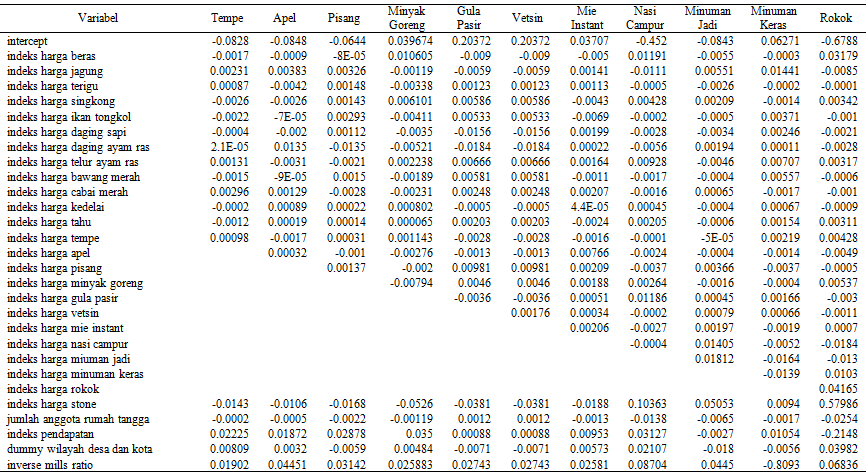 Variabel Tempe Apel Pisang Minyak Goreng Gula Pasir Vetsin Mie Instant Nasi Campur Minuman Jadi Minuman Keras Rokok
intercept -0.0828 -0.0848 -0.0644 0.039674 0.20372 0.20372 0.03707 -0.452 -0.0843 0.06271 -0.6788
indeks harga beras -0.0017 -0.0009 -8E-05 0.010605 -0.009 -0.009 -0.005 0.01191 -0.0055 -0.0003 0.03179
indeks harga jagung 0.00231 0.00383 0.00326 -0.00119 -0.0059 -0.0059 0.00141 -0.0111 0.00551 0.01441 -0.0085
indeks harga terigu 0.00087 -0.0042 0.00148 -0.00338 0.00123 0.00123 0.00113 -0.0005 -0.0026 -0.0002 -0.0001
indeks harga singkong -0.0026 -0.0026 0.00143 0.006101 0.00586 0.00586 -0.0043 0.00428 0.00209 -0.0014 0.00342
indeks harga ikan tongkol -0.0022 -7E-05 0.00293 -0.00411 0.00533 0.00533 -0.0069 -0.0002 -0.0005 0.00371 -0.001
indeks harga daging sapi -0.0004 -0.002 0.00112 -0.0035 -0.0156 -0.0156 0.00199 -0.0028 -0.0034 0.00246 -0.0021
indeks harga daging ayam ras 2.1E-05 0.0135 -0.0135 -0.00521 -0.0184 -0.0184 0.00022 -0.0056 0.00194 0.00011 -0.0028
indeks harga telur ayam ras 0.00131 -0.0031 -0.0021 0.002238 0.00666 0.00666 0.00164 0.00928 -0.0046 0.00707 0.00317
indeks harga bawang merah -0.0015 -9E-05 0.0015 -0.00189 0.00581 0.00581 -0.0011 -0.0017 -0.0004 0.00557 -0.0006
indeks harga cabai merah 0.00296 0.00129 -0.0028 -0.00231 0.00248 0.00248 0.00207 -0.0016 0.00065 -0.0017 -0.001
indeks harga kedelai -0.0002 0.00089 0.00022 0.000802 -0.0005 -0.0005 4.4E-05 0.00045 -0.0004 0.00067 -0.0009
indeks harga tahu -0.0012 0.00019 0.00014 0.000065 0.00203 0.00203 -0.0024 0.00205 -0.0006 0.00154 0.00311
indeks harga tempe 0.00098 -0.0017 0.00031 0.001143 -0.0028 -0.0028 -0.0016 -0.0001 -5E-05 0.00219 0.00428
indeks harga apel 0.00032 -0.001 -0.00276 -0.0013 -0.0013 0.00766 -0.0024 -0.0004 -0.0014 -0.0049
indeks harga pisang 0.00137 -0.002 0.00981 0.00981 0.00209 -0.0037 0.00366 -0.0037 -0.0005
indeks harga minyak goreng -0.00794 0.0046 0.0046 0.00188 0.00264 -0.0016 -0.0004 0.00537
indeks harga gula pasir -0.0036 -0.0036 0.00051 0.01186 0.00045 0.00166 -0.003
indeks harga vetsin 0.00176 0.00034 -0.0002 0.00079 0.00066 -0.0011
indeks harga mie instant 0.00206 -0.0027 0.00197 -0.0019 0.0007
indeks harga nasi campur -0.0004 0.01405 -0.0052 -0.0184
indeks harga miuman jadi 0.01812 -0.0164 -0.013
indeks harga minuman keras -0.0139 0.0103
indeks harga rokok 0.04165
indeks harga stone -0.0143 -0.0106 -0.0168 -0.0526 -0.0381 -0.0381 -0.0188 0.10363 0.05053 0.0094 0.57986
jumlah anggota rumah tangga -0.0002 -0.0005 -0.0022 -0.00119 0.0012 0.0012 -0.0013 -0.0138 -0.0065 -0.0017 -0.0254
indeks pendapatan 0.02225 0.01872 0.02878 0.035 0.00088 0.00088 0.00953 0.03127 -0.0027 0.01054 -0.2148
dummy wilayah desa dan kota 0.00809 0.0032 -0.0059 0.00484 -0.0071 -0.0071 0.00573 0.02107 -0.018 -0.0056 0.03982
inverse mills ratio 0.01902 0.04451 0.03142 0.025883 0.02743 0.02743 0.02581 0.08704 0.0445 -0.8093 0.06836